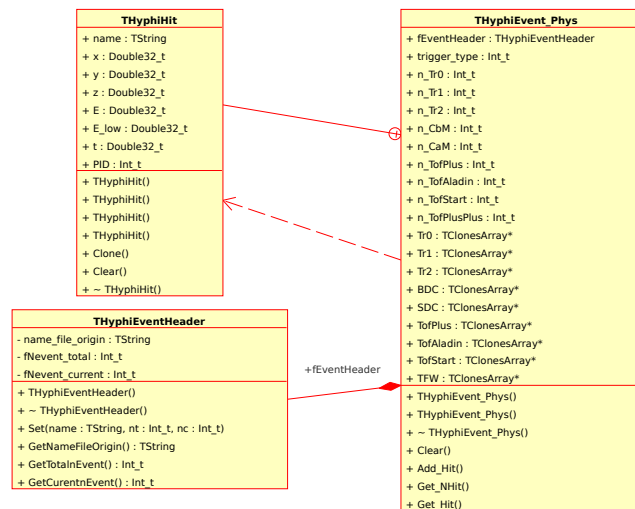 THyphiHit
+ name : TString
+ x : Double32_t
+ y : Double32_t
+ z : Double32_t
+ E : Double32_t
+ E_low : Double32_t
+ t : Double32_t
+ PID : Int_t
+ THyphiHit()
+ THyphiHit()
+ THyphiHit()
+ THyphiHit()
+ Clone()
+ Clear()
+ ~ THyphiHit()
THyphiEvent_Phys
+ fEventHeader : THyphiEventHeader
+ trigger_type : Int_t
+ n_Tr0 : Int_t
+ n_Tr1 : Int_t
+ n_Tr2 : Int_t
+ n_CbM : Int_t
+ n_CaM : Int_t
+ n_TofPlus : Int_t
+ n_TofAladin : Int_t
+ n_TofStart : Int_t
+ n_TofPlusPlus : Int_t
+ Tr0 : TClonesArray*
+ Tr1 : TClonesArray*
+ Tr2 : TClonesArray*
+ BDC : TClonesArray*
+ SDC : TClonesArray*
+ TofPlus : TClonesArray*
+ TofAladin : TClonesArray*
+ TofStart : TClonesArray*
+ TFW : TClonesArray*
+ THyphiEvent_Phys()
+ THyphiEvent_Phys()
+ ~ THyphiEvent_Phys()
+ Clear()
+ Add_Hit()
+ Get_NHit()
+ Get_Hit()
THyphiEventHeader
- name_file_origin : TString
- fNevent_total : Int_t
- fNevent_current : Int_t
+ THyphiEventHeader()
+ ~ THyphiEventHeader()
+ Set(name : TString, nt : Int_t, nc : Int_t)
+ GetNameFileOrigin() : TString
+ GetTotalnEvent() : Int_t
+ GetCurentnEvent() : Int_t
+fEventHeader